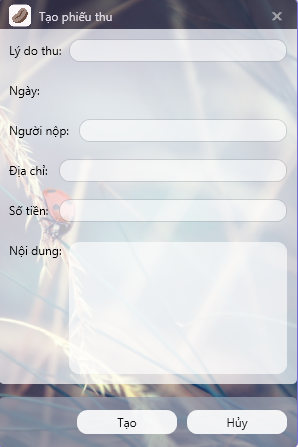 Tạo phiếu thu
Lý do thu:
Ngày:
Người nộp:
Địa chỉ:
Số tiền:
Nội dung:
Tạo Hủy